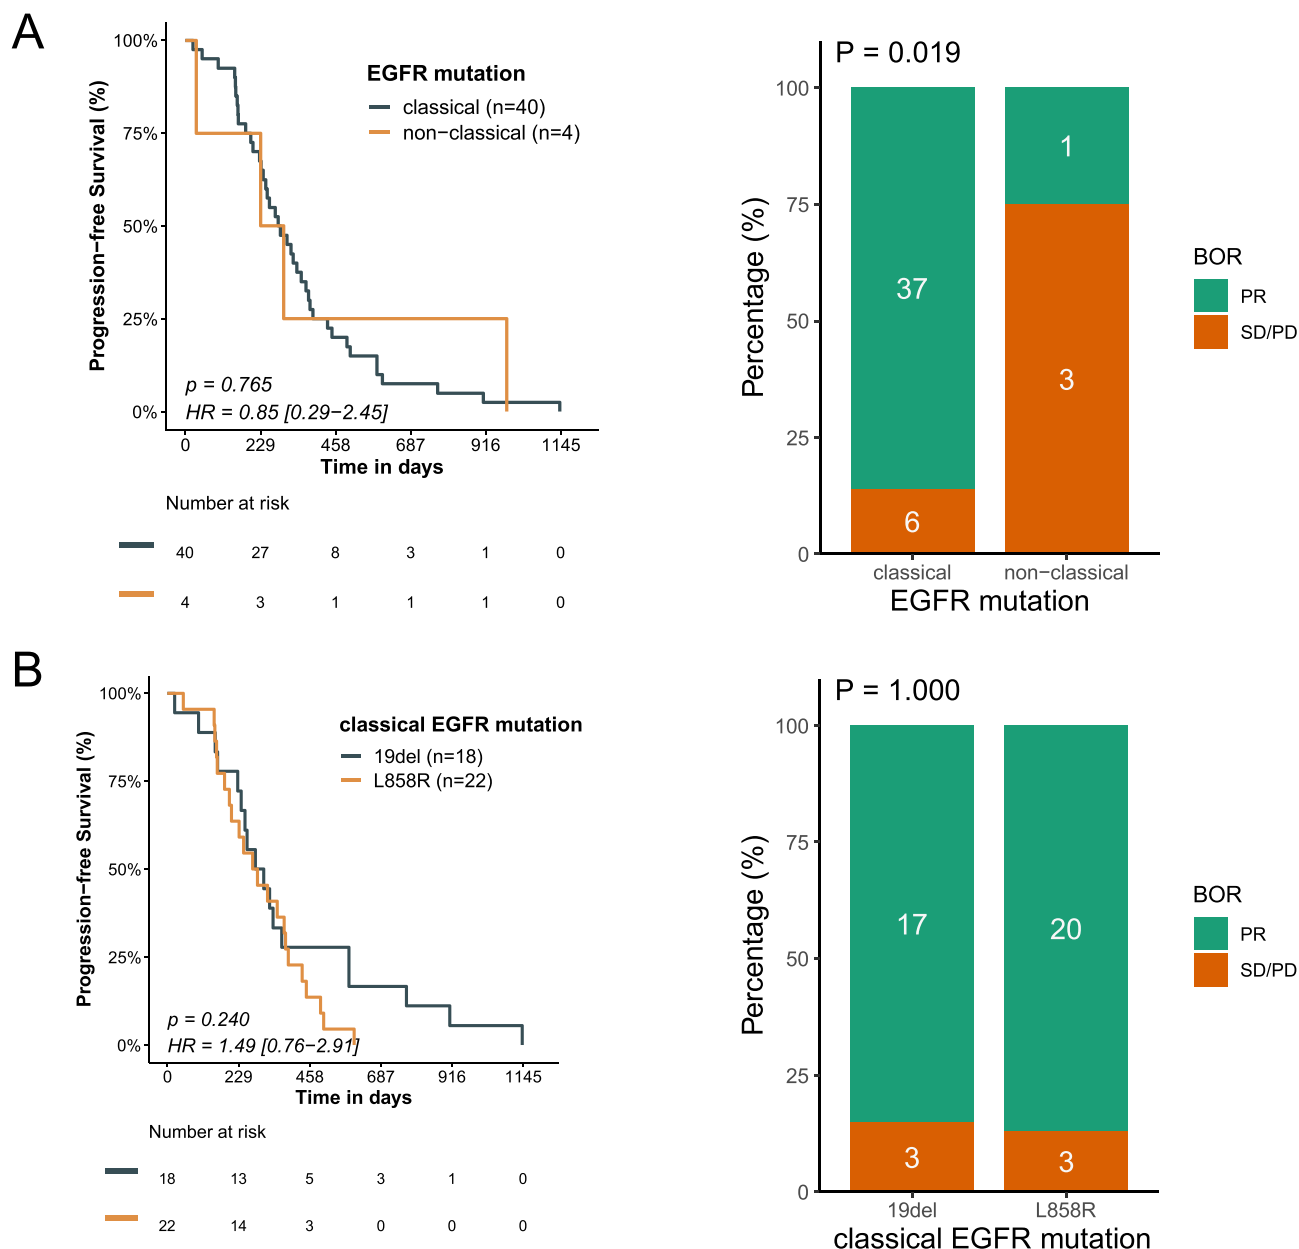 A
Progression−free Survival (%)
100%
75%
50%
25%
0%
EGFR mutation
classical (n=40)
non−classical (n=4)
p = 0.765
HR = 0.85 [0.29−2.45]
0 229 458 687 916 1145
Time in days
Number at risk
40 27 8 3 1 0
4 3 1 1 1 0
P = 0.019
Percentage (%)
100
75
50
25
0
37
6
1
3
classical non−classical
EGFR mutation
BOR
PR
SD/PD
B
Progression−free Survival (%)
100%
75%
50%
25%
0%
classical EGFR mutation
19del (n=18)
L858R (n=22)
p = 0.240
HR = 1.49 [0.76−2.91]
0 229 458 687 916 1145
Time in days
Number at risk
18 13 5 3 1 0
22 14 3 0 0 0
P = 1.000
Percentage (%)
100
75
50
25
0
17
3
20
3
19del L858R
classical EGFR mutation
BOR
PR
SD/PD